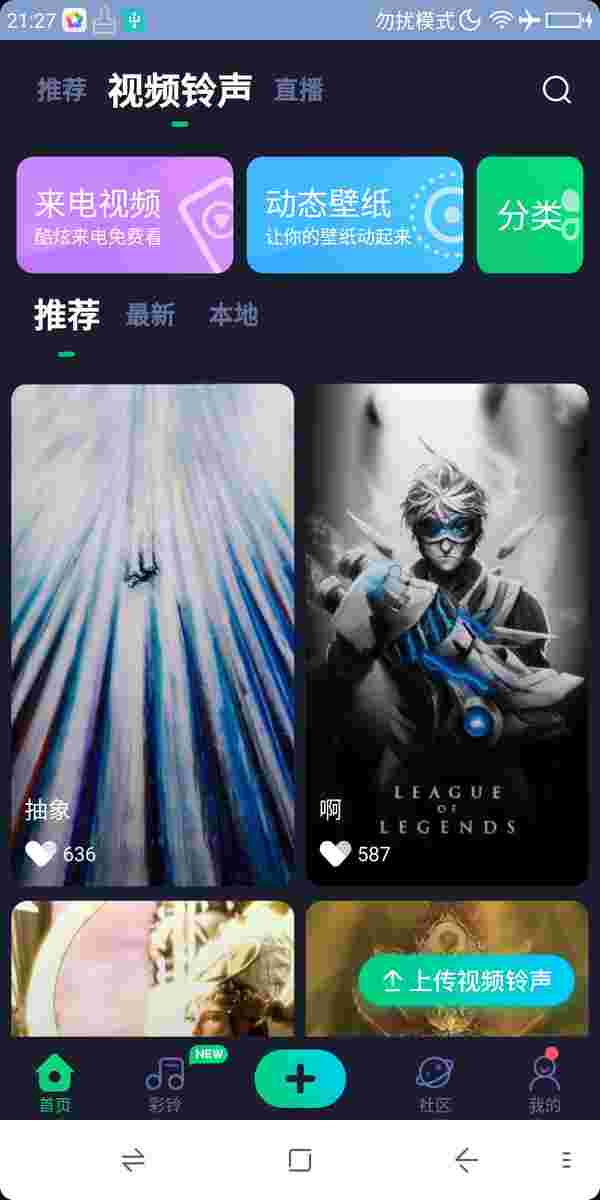 21:27 勿扰模式
推荐 视频铃声 直播
来电视频
酷炫来电免费看
动态壁纸
让你的壁纸动起来
分类
推荐 最新 本地
抽象
636
LEAGUE
OF
LEGENDS
啊
587
上传视频铃声
NEW
首页 彩铃 社区 我的